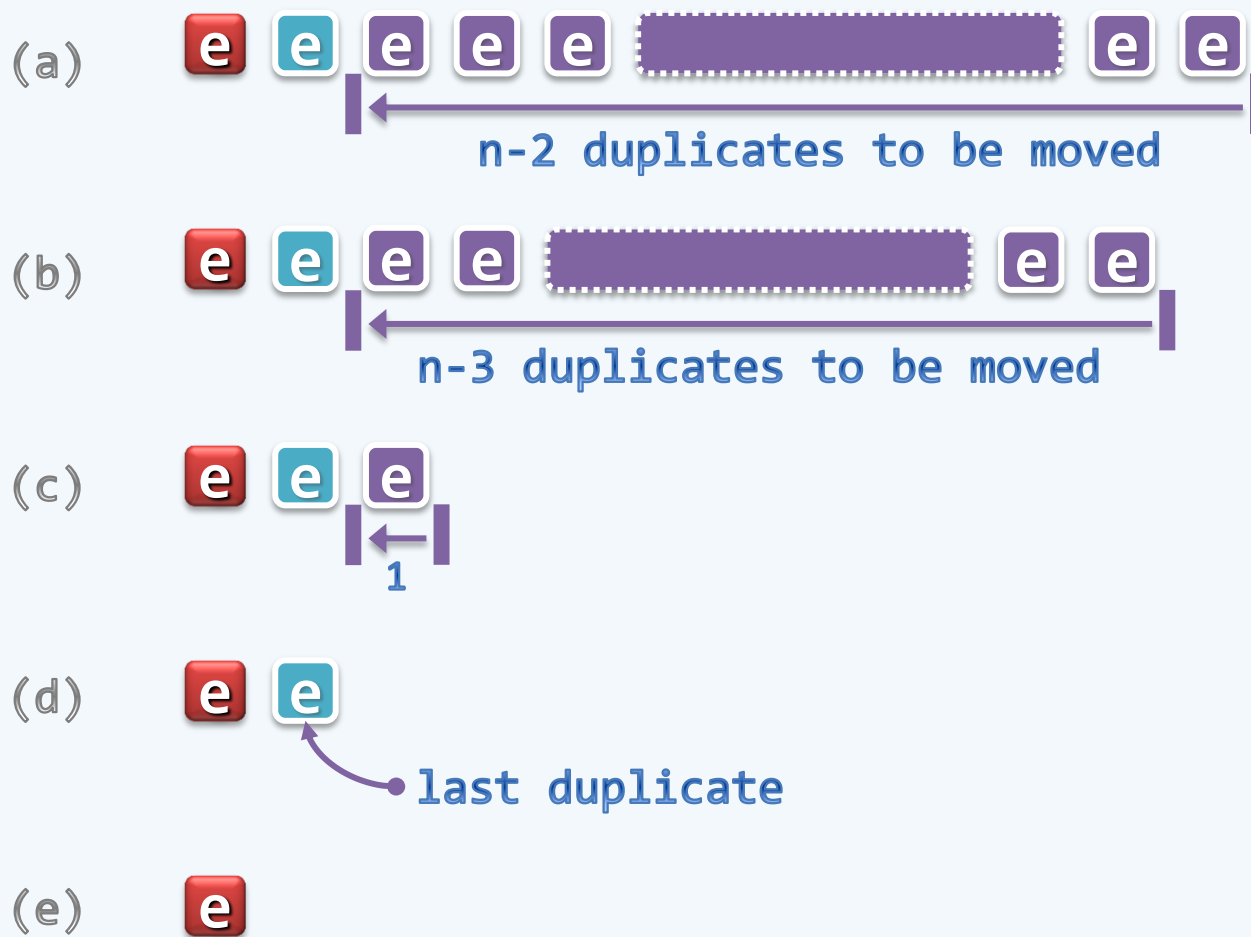 (a) e e e e e e e
n-2 duplicates to be moved
(b) e e e e e e
n-3 duplicates to be moved
(c) e e e
1
(d) e e
last duplicate
(e) e